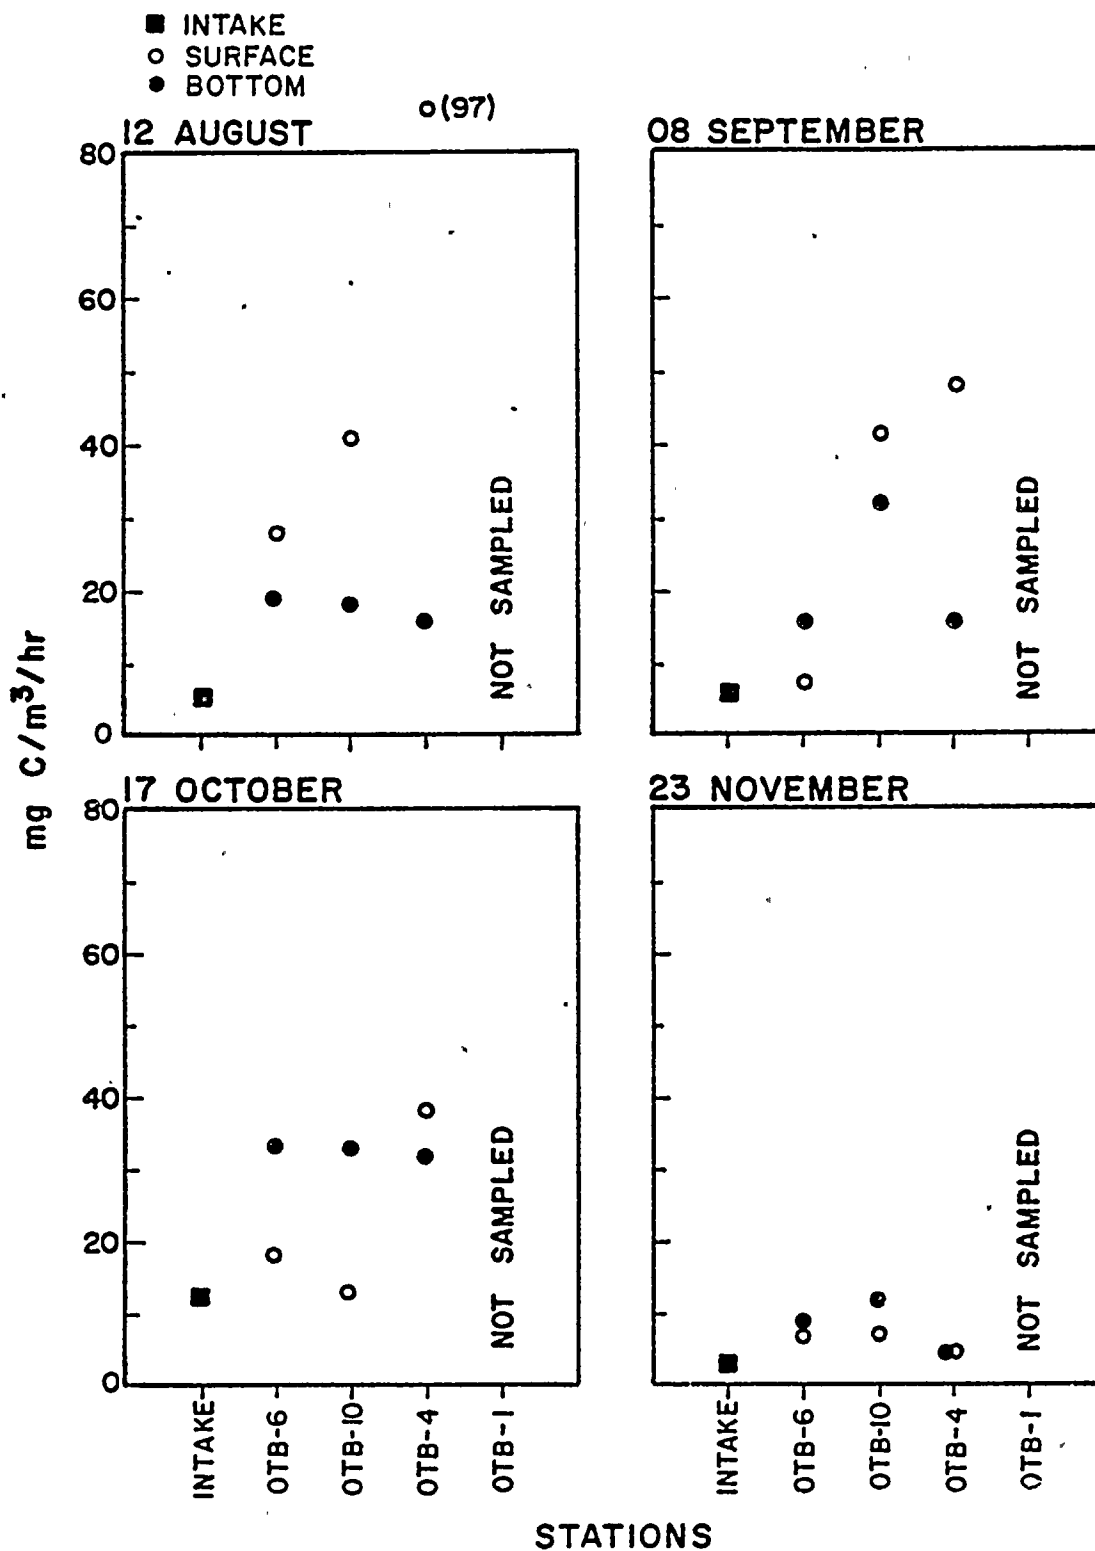 INTAKE
SURFACE
BOTTOM
(97)
12 AUGUST
08 SEPTEMBER
80
60
40
20
0
NOT SAMPLED
NOT SAMPLED
mg C/m³/hr
17 OCTOBER
23 NOVEMBER
80
60
40
20
0
NOT SAMPLED
NOT SAMPLED
INTAKE
OTB-6
OTB-10
OTB-4
OTB-1
INTAKE
OTB-6
OTB-10
OTB-4
OTB-1
STATIONS